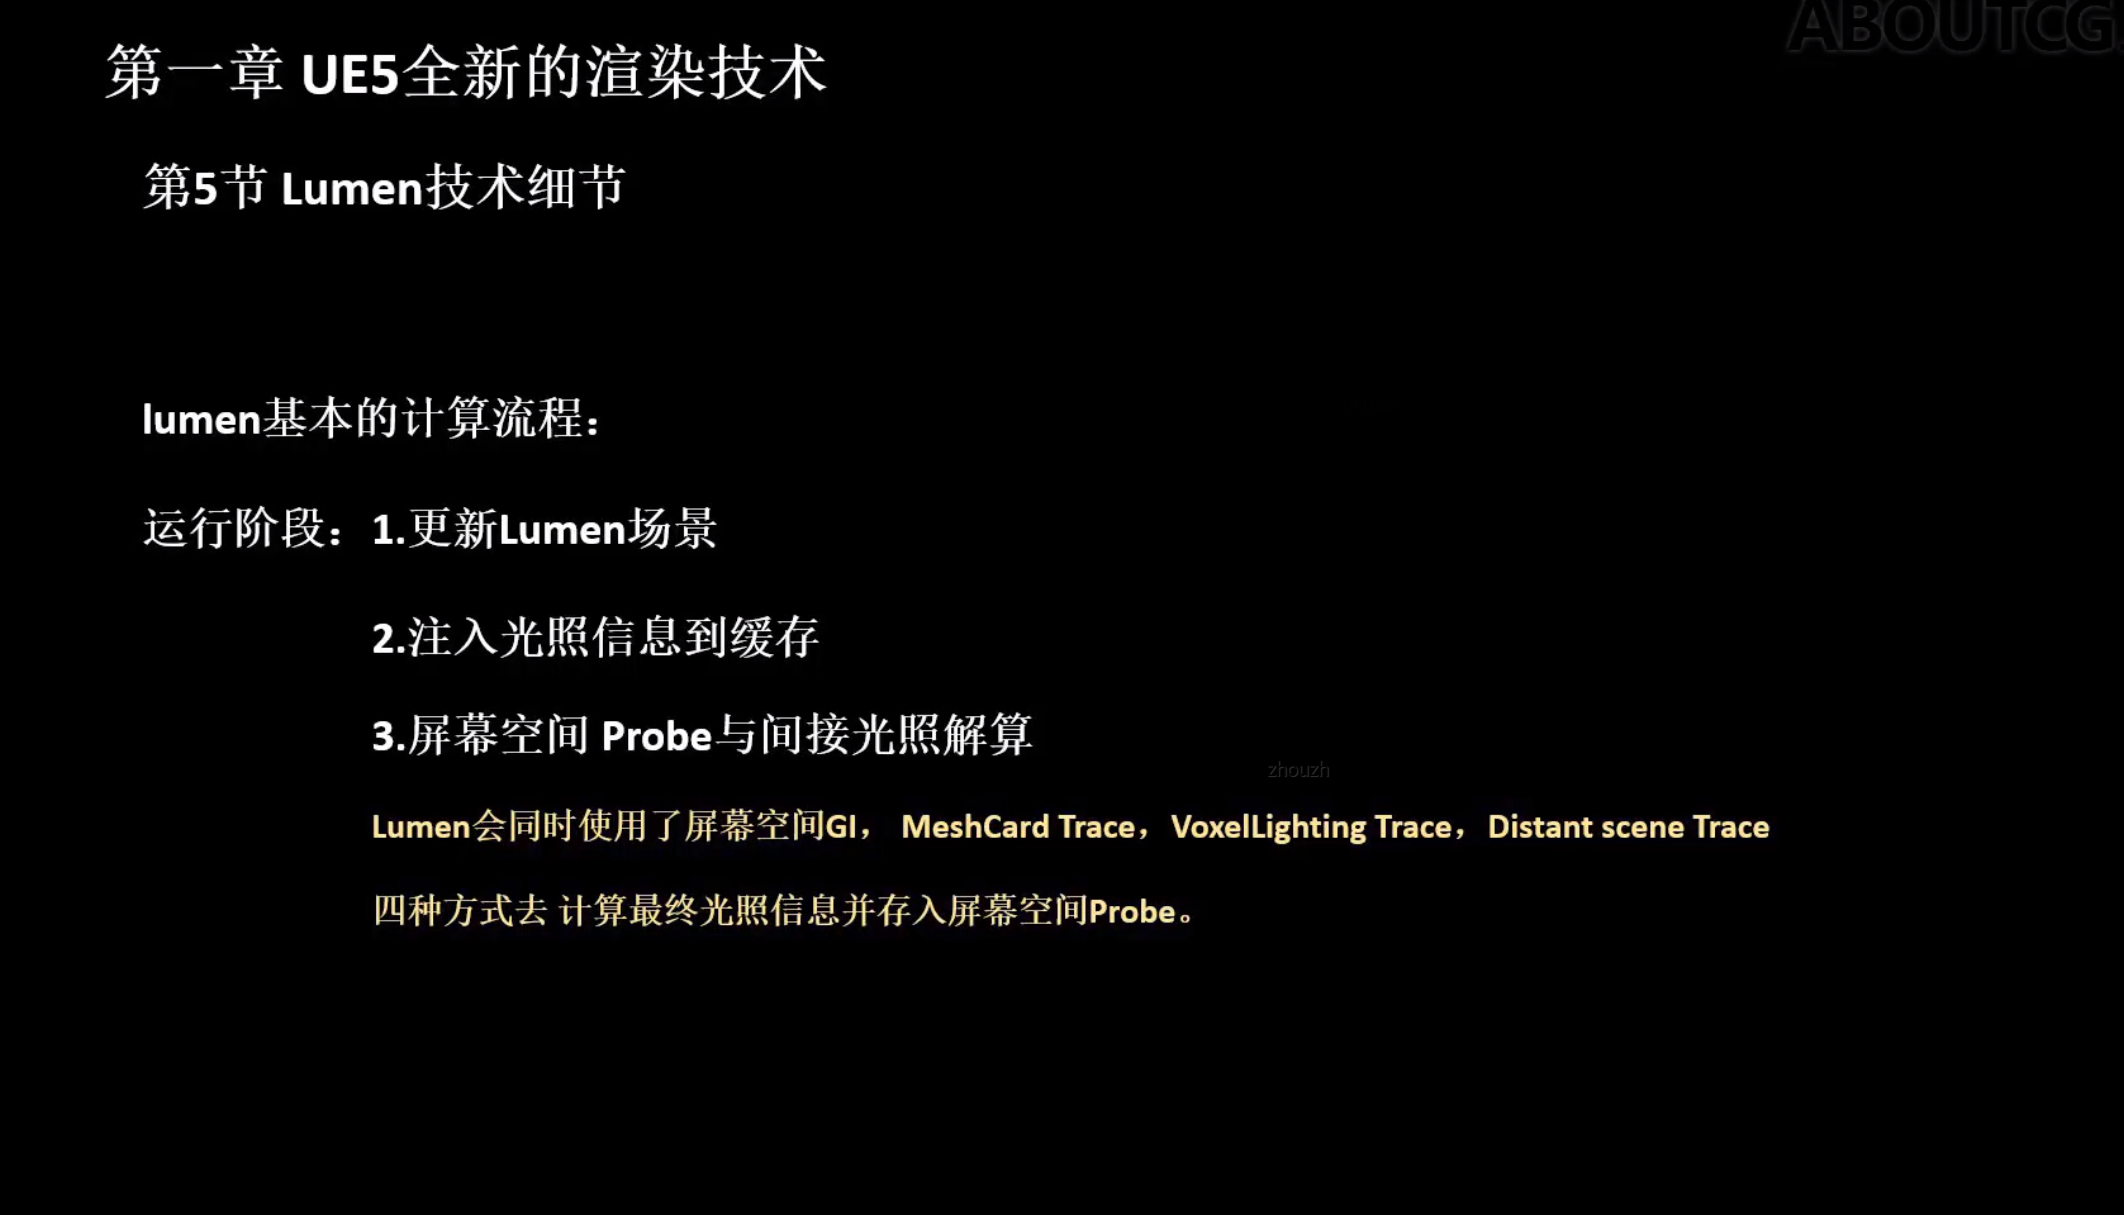 ABOUTCG
第一章 UE5全新的渲染技术
第5节 Lumen技术细节
lumen基本的计算流程：
运行阶段：1.更新Lumen场景
2.注入光照信息到缓存
3.屏幕空间 Probe与间接光照解算
zhouzh
Lumen会同时使用了屏幕空间GI， MeshCard Trace，VoxelLighting Trace，Distant scene Trace
四种方式去 计算最终光照信息并存入屏幕空间Probe。